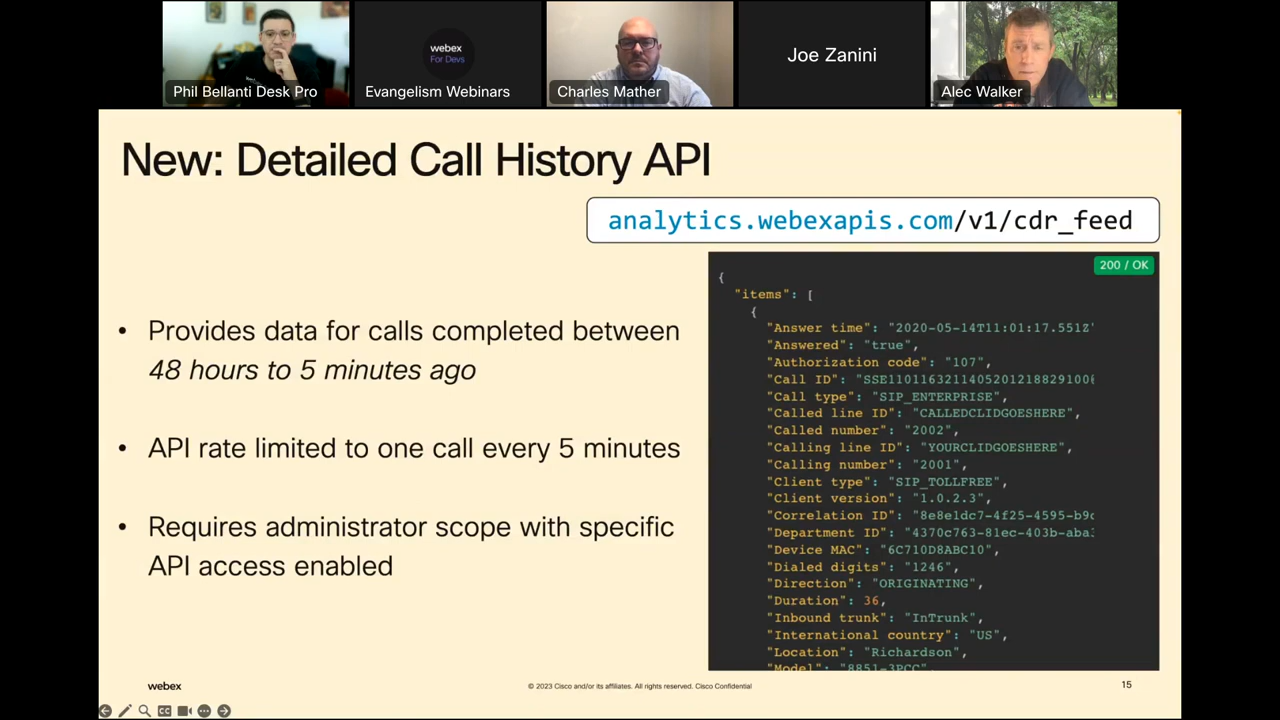 webex
For Devs
Joe Zanini
Phil Bellanti Desk Pro
Evangelism Webinars
Charles Mather
Alec Walker
New: Detailed Call History API
analytics.webexapis.com/v1/cdr_feed
• Provides data for calls completed between
48 hours to 5 minutes ago
• API rate limited to one call every 5 minutes
• Requires administrator scope with specific
API access enabled
200 / OK
{
"items": [
{
"Answer time": "2020-05-14T11:01:17.551Z"
"Answered": "true",
"Authorization code": "107",
"Call ID": "SSE1101163211405201218829100
"Call type": "SIP_ENTERPRISE",
"Called line ID": "CALLEDCLIDGOESHERE",
"Called number": "2002",
"Calling line ID": "YOURCLIDGOESHERE",
"Calling number": "2001",
"Client type": "SIP_TOLLFREE",
"Client version": "1.0.2.3",
"Correlation ID": "8e8e1dc7-4f25-4595-b9
"Department ID": "4370c763-81ec-403b-aba
"Device MAC": "6C710D8ABC10",
"Dialed digits": "1246",
"Direction": "ORIGINATING",
"Duration": 36,
"Inbound trunk": "InTrunk",
"International country": "US",
"Location": "Richardson",
"Model": "8851-3PCC",
webex
© 2023 Cisco and/or its affiliates. All rights reserved. Cisco Confidential
15
CC